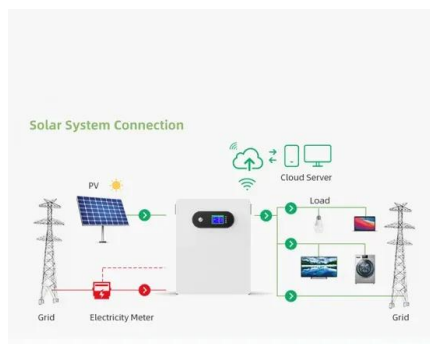 Solar System Connection
Cloud Server
PV
Load
Grid
Electricity Meter
Grid